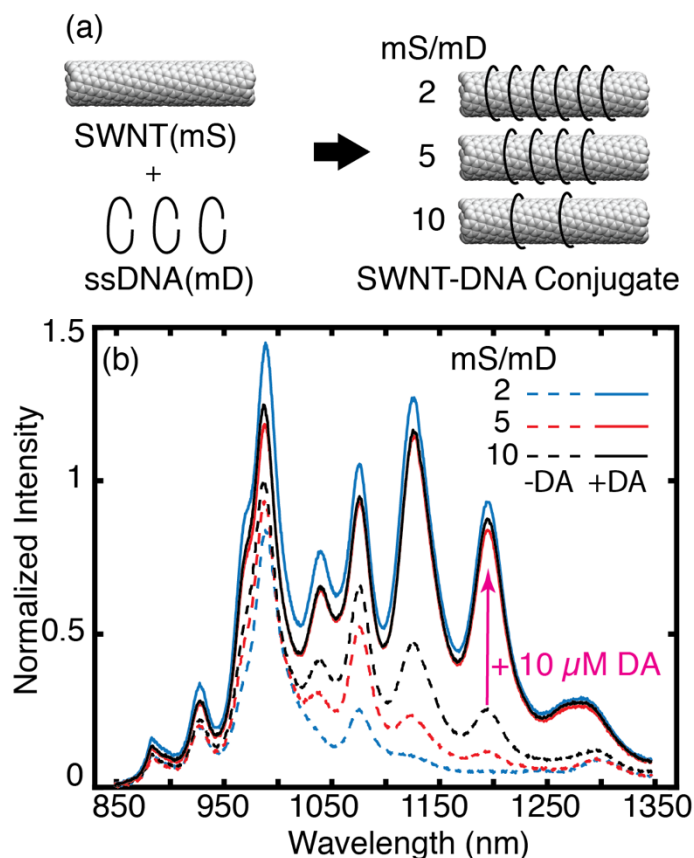 (a)
SWNT(mS)
+
ssDNA(mD)
mS/mD
2
5
10
SWNT-DNA Conjugate
(b)
mS/mD
2
5
10
-DA +DA
+ 10 µM DA
Normalized Intensity
1.5
1
0.5
0
850 950 1050 1150 1250 1350
Wavelength (nm)